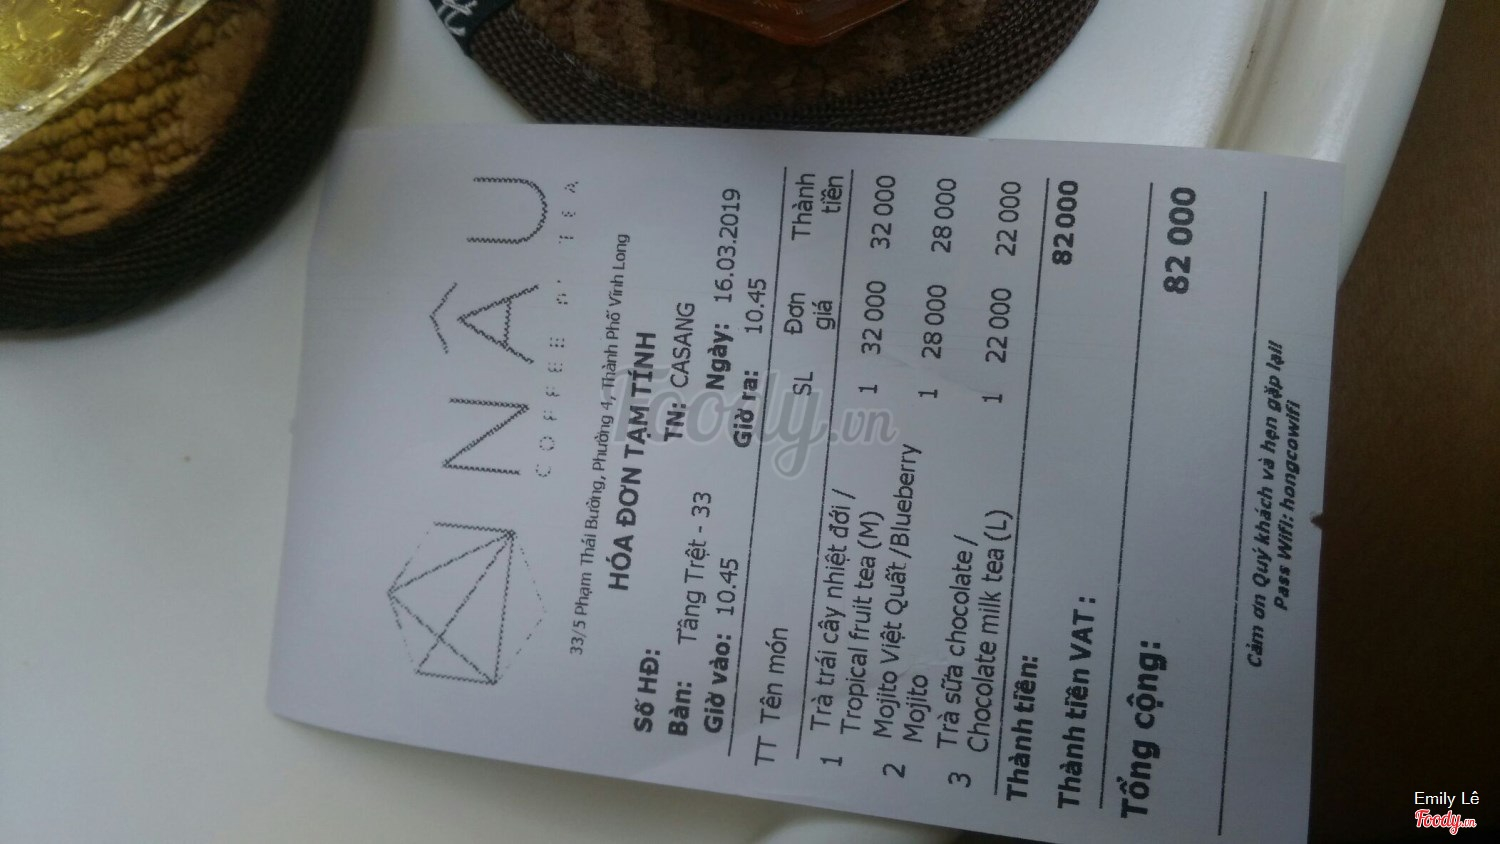 NÂU
COFFEE & TEA
33/5 Phạm Thái Bường, Phường 4, Thành Phố Vĩnh Long
HÓA ĐƠN TẠM TÍNH
Số HĐ: TN: CASANG
Bàn: Tầng Trệt - 33 Ngày: 16.03.2019
Giờ vào: 10.45 Giờ ra: 10.45
TT Tên món SL Đơn giá Thành tiền
1 Trà trái cây nhiệt đới / 1 32 000 32 000
Tropical fruit tea (M)
2 Mojito Việt Quất /Blueberry 1 28 000 28 000
Mojito
3 Trà sữa chocolate / 1 22 000 22 000
Chocolate milk tea (L)
Thành tiền: 82 000
Thành tiền VAT :
Tổng cộng: 82 000
Cảm ơn Quý khách và hẹn gặp lại!
Pass Wifi: hongcowifi
Foody.vn
Emily Lê
Foody.vn